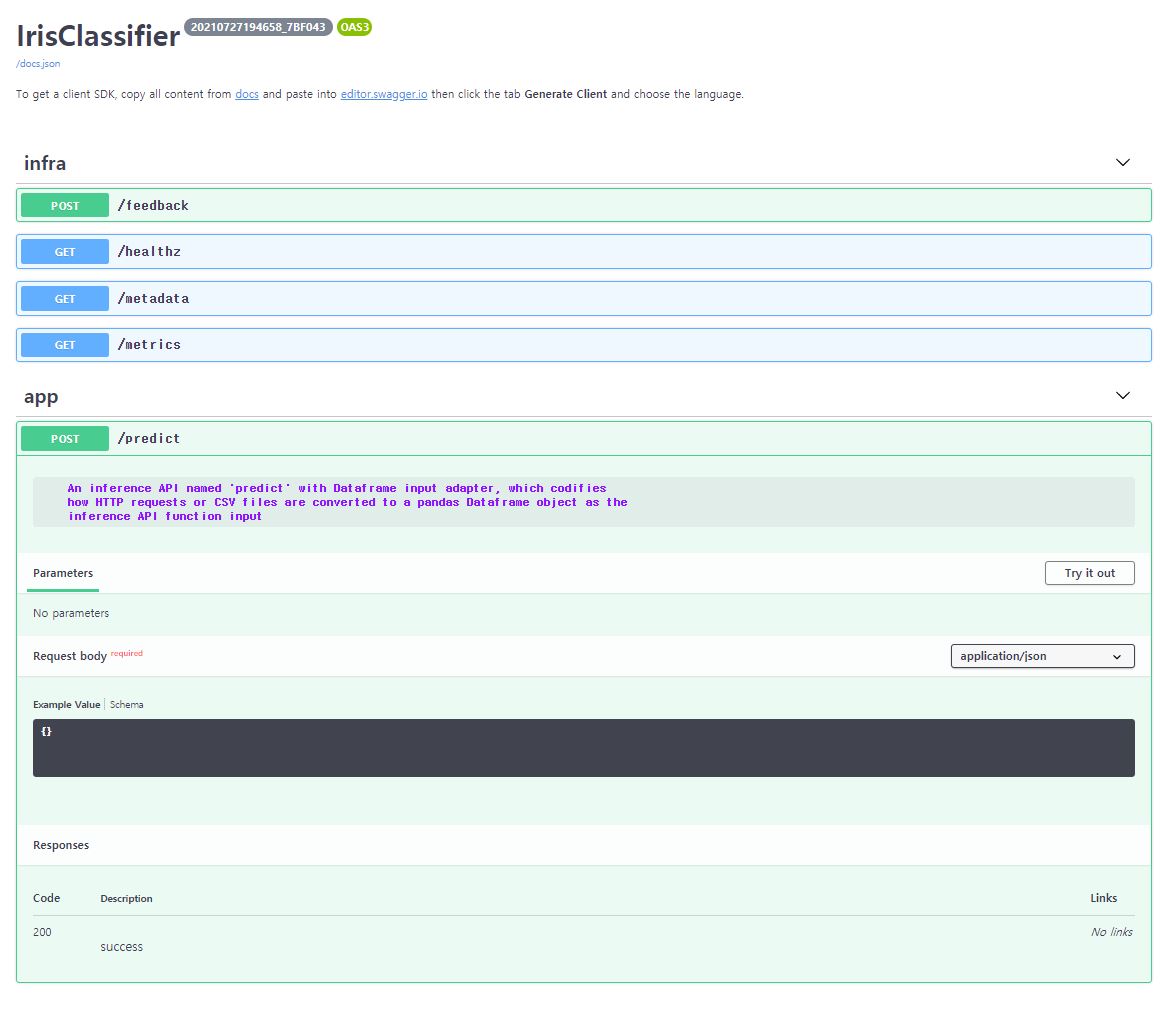 IrisClassifier 20210727194658_7BF043 OAS3
/docs.json
To get a client SDK, copy all content from docs and paste into editor.swagger.io then click the tab Generate Client and choose the language.
infra
POST /feedback
GET /healthz
GET /metadata
GET /metrics
app
POST /predict
An inference API named 'predict' with Dataframe input adapter, which codifies
how HTTP requests or CSV files are converted to a pandas Dataframe object as the
inference API function input
Parameters Try it out
No parameters
Request body required application/json
Example Value Schema
{}
Responses
Code Description Links
200 No links
success